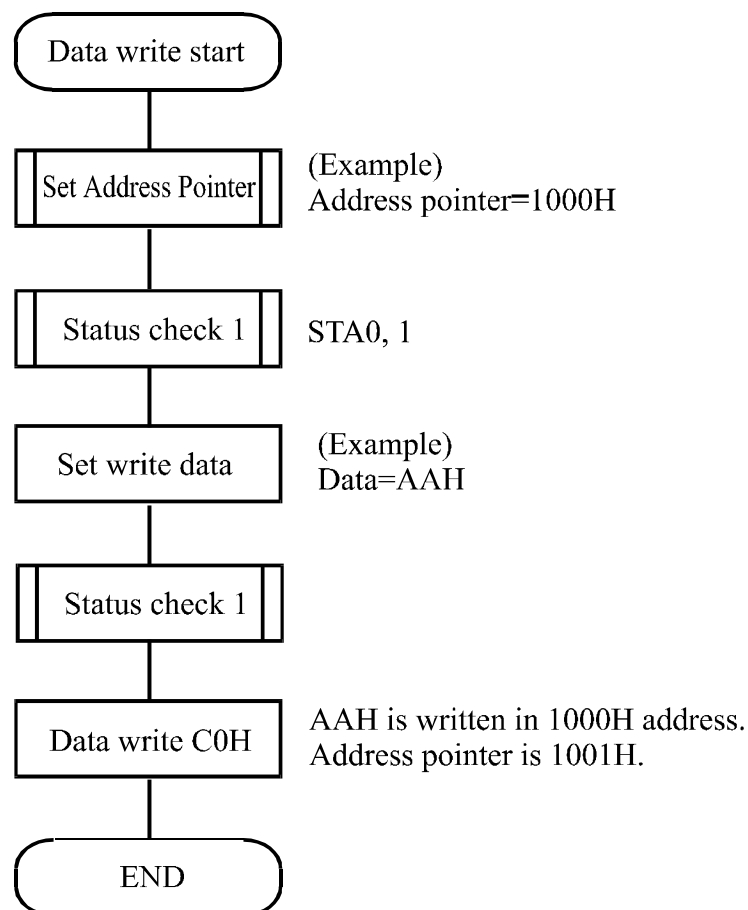 Data write start
Set Address Pointer
(Example)
Address pointer=1000H
Status check 1
STA0, 1
Set write data
(Example)
Data=AAH
Status check 1
Data write C0H
AAH is written in 1000H address.
Address pointer is 1001H.
END